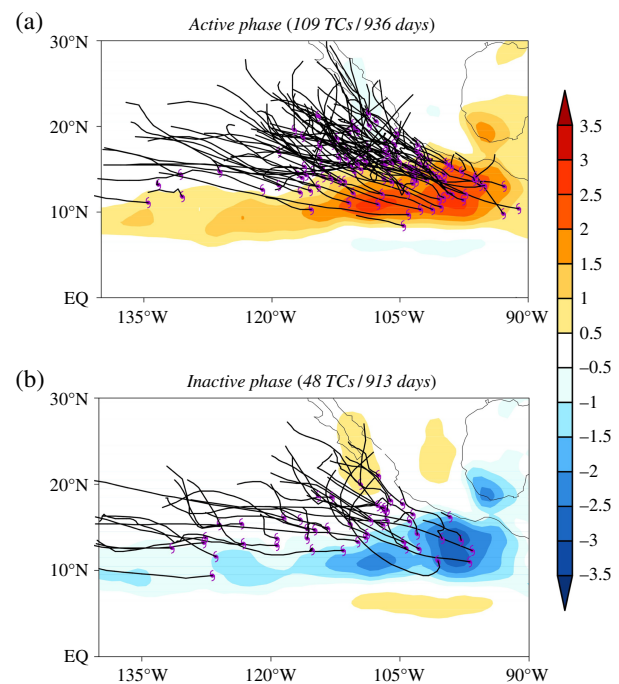 (a)
Active phase (109 TCs / 936 days)
30°N
20°N
10°N
EQ
135°W
120°W
105°W
90°W
(b)
Inactive phase (48 TCs / 913 days)
30°N
20°N
10°N
EQ
135°W
120°W
105°W
90°W
3.5
3
2.5
2
1.5
1
0.5
−0.5
−1
−1.5
−2
−2.5
−3
−3.5